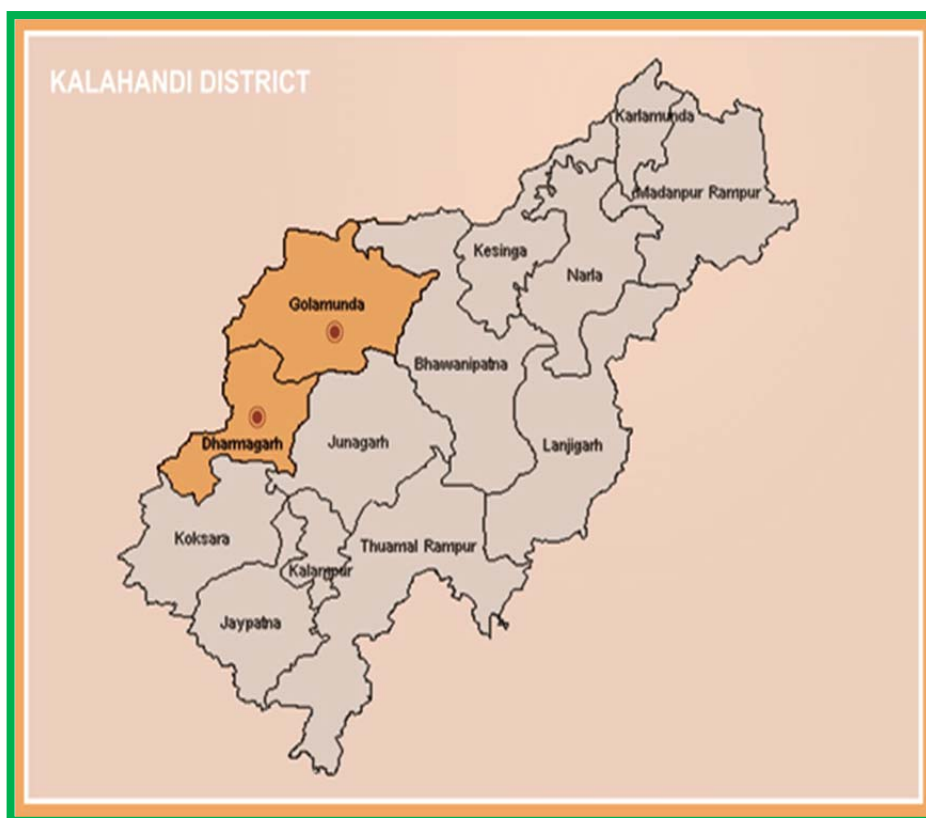 KALAHANDI DISTRICT
Karlamunda
Madanpur Rampur
Kesinga
Narla
Golamunda
Bhawanipatna
Dharmagarh
Junagarh
Lanjigarh
Koksara
Thuamal Rampur
Kalampur
Jaypatna